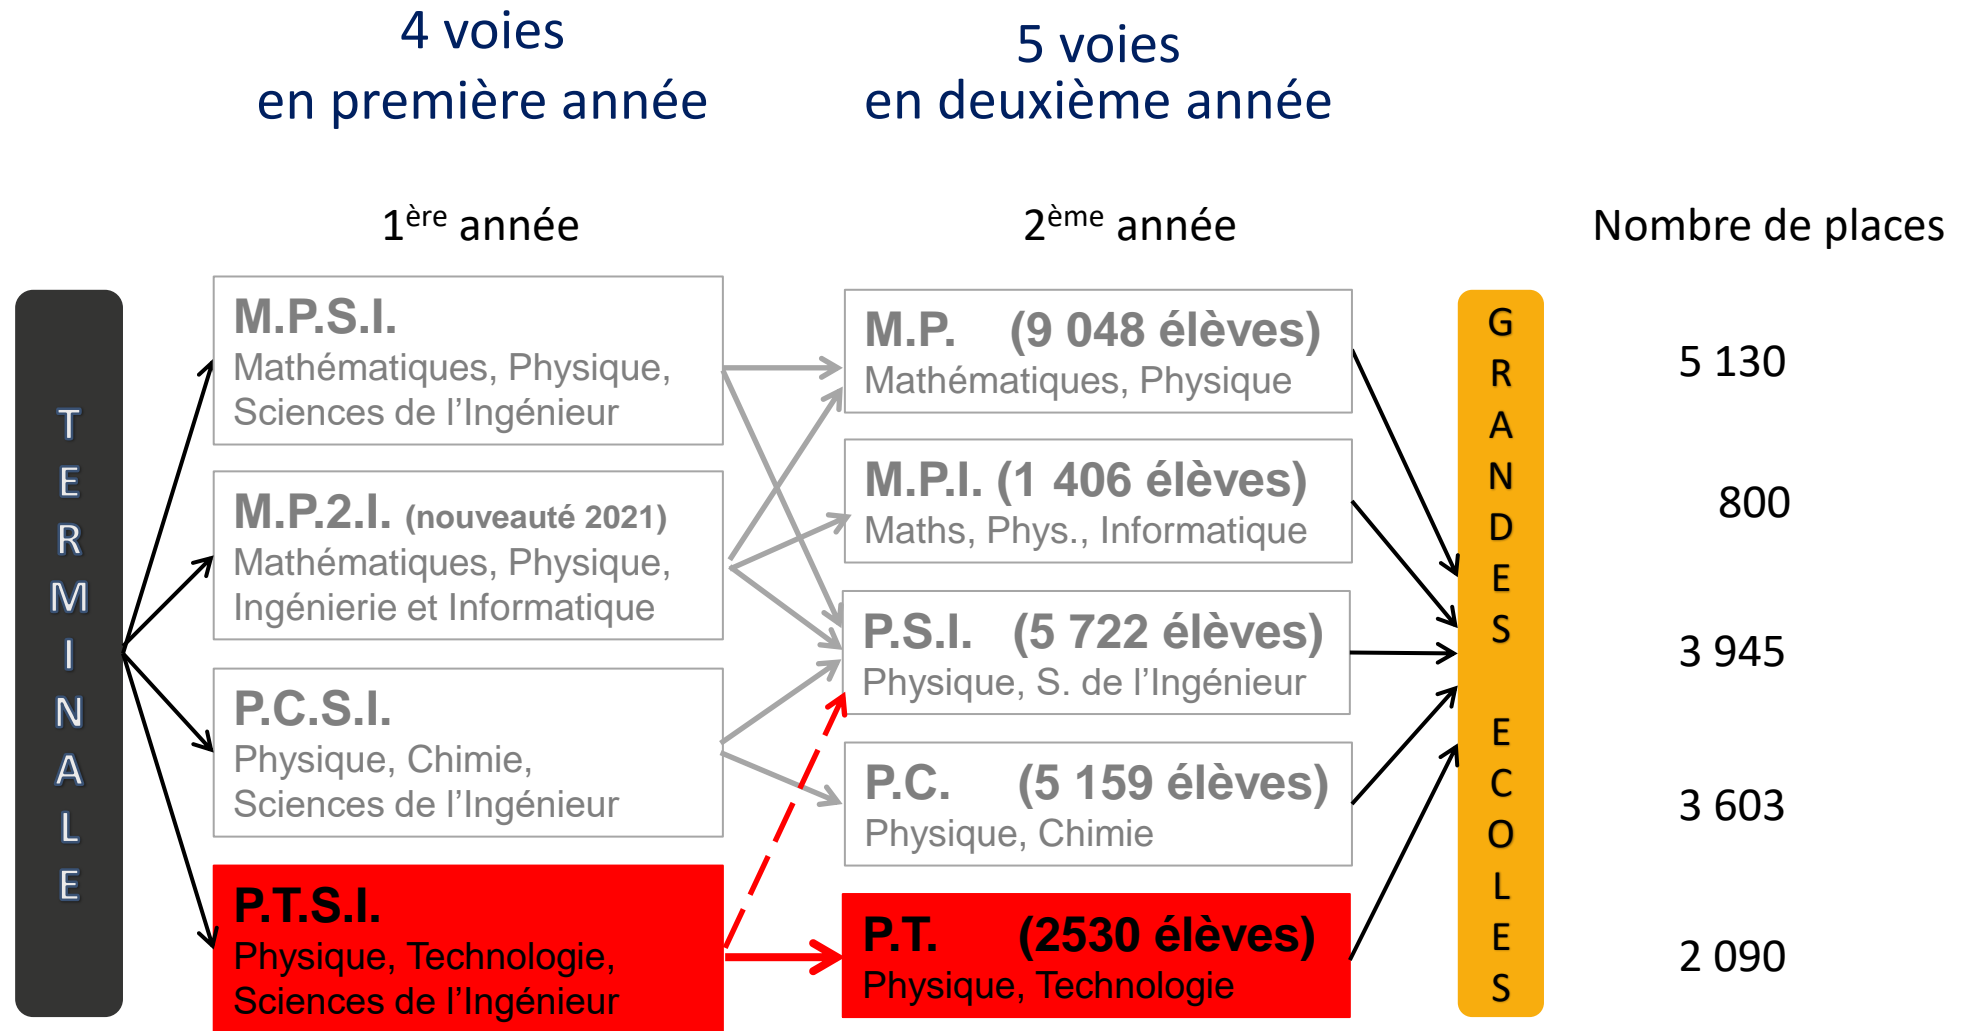 4 voies
en première année
5 voies
en deuxième année
1ère année
2ème année
Nombre de places
TERMINALE
M.P.S.I.
Mathématiques, Physique,
Sciences de l’Ingénieur
M.P.2.I. (nouveauté 2021)
Mathématiques, Physique,
Ingénierie et Informatique
P.C.S.I.
Physique, Chimie,
Sciences de l’Ingénieur
P.T.S.I.
Physique, Technologie,
Sciences de l’Ingénieur
M.P. (9 048 élèves)
Mathématiques, Physique
M.P.I. (1 406 élèves)
Maths, Phys., Informatique
P.S.I. (5 722 élèves)
Physique, S. de l’Ingénieur
P.C. (5 159 élèves)
Physique, Chimie
P.T. (2530 élèves)
Physique, Technologie
GRANDES ECOLES
5 130
800
3 945
3 603
2 090